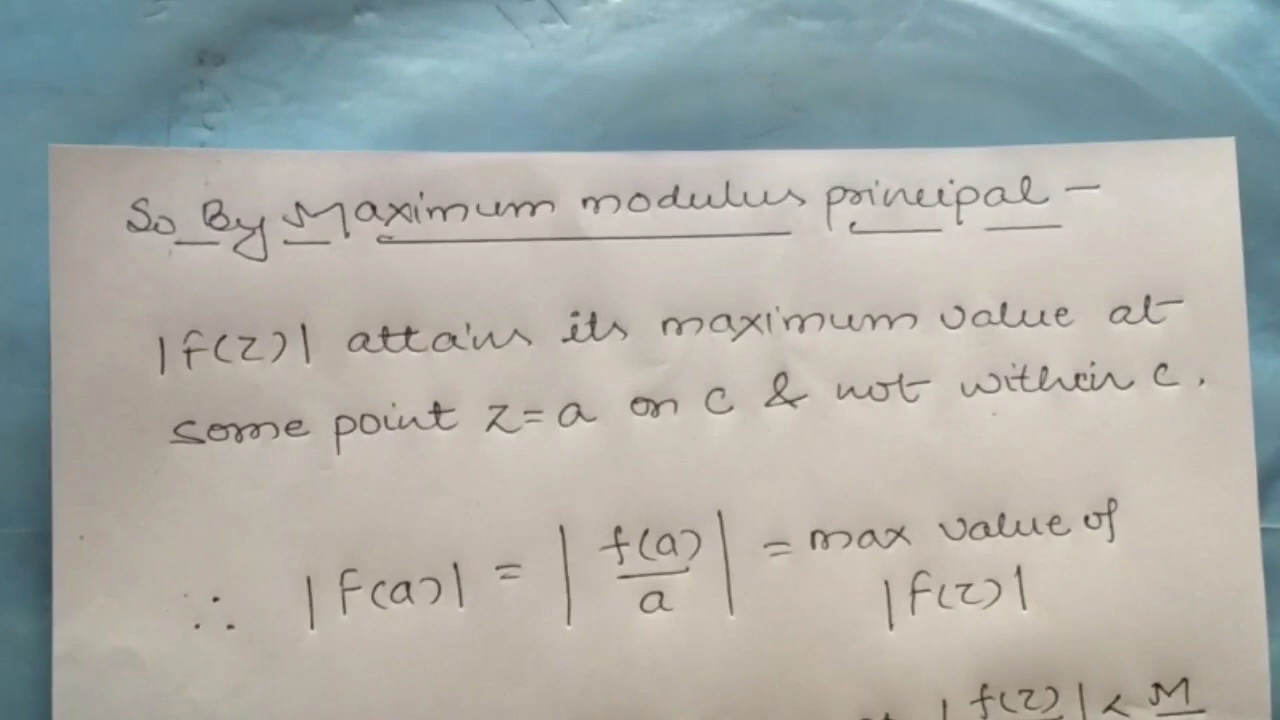 So By Maximum modulus principal —
|F(z)| attains its maximum value at
some point z=a on c & not within c.
∴ |F(a)| = | f(a)/a | = max value of
|F(z)|
| f(z) | < M